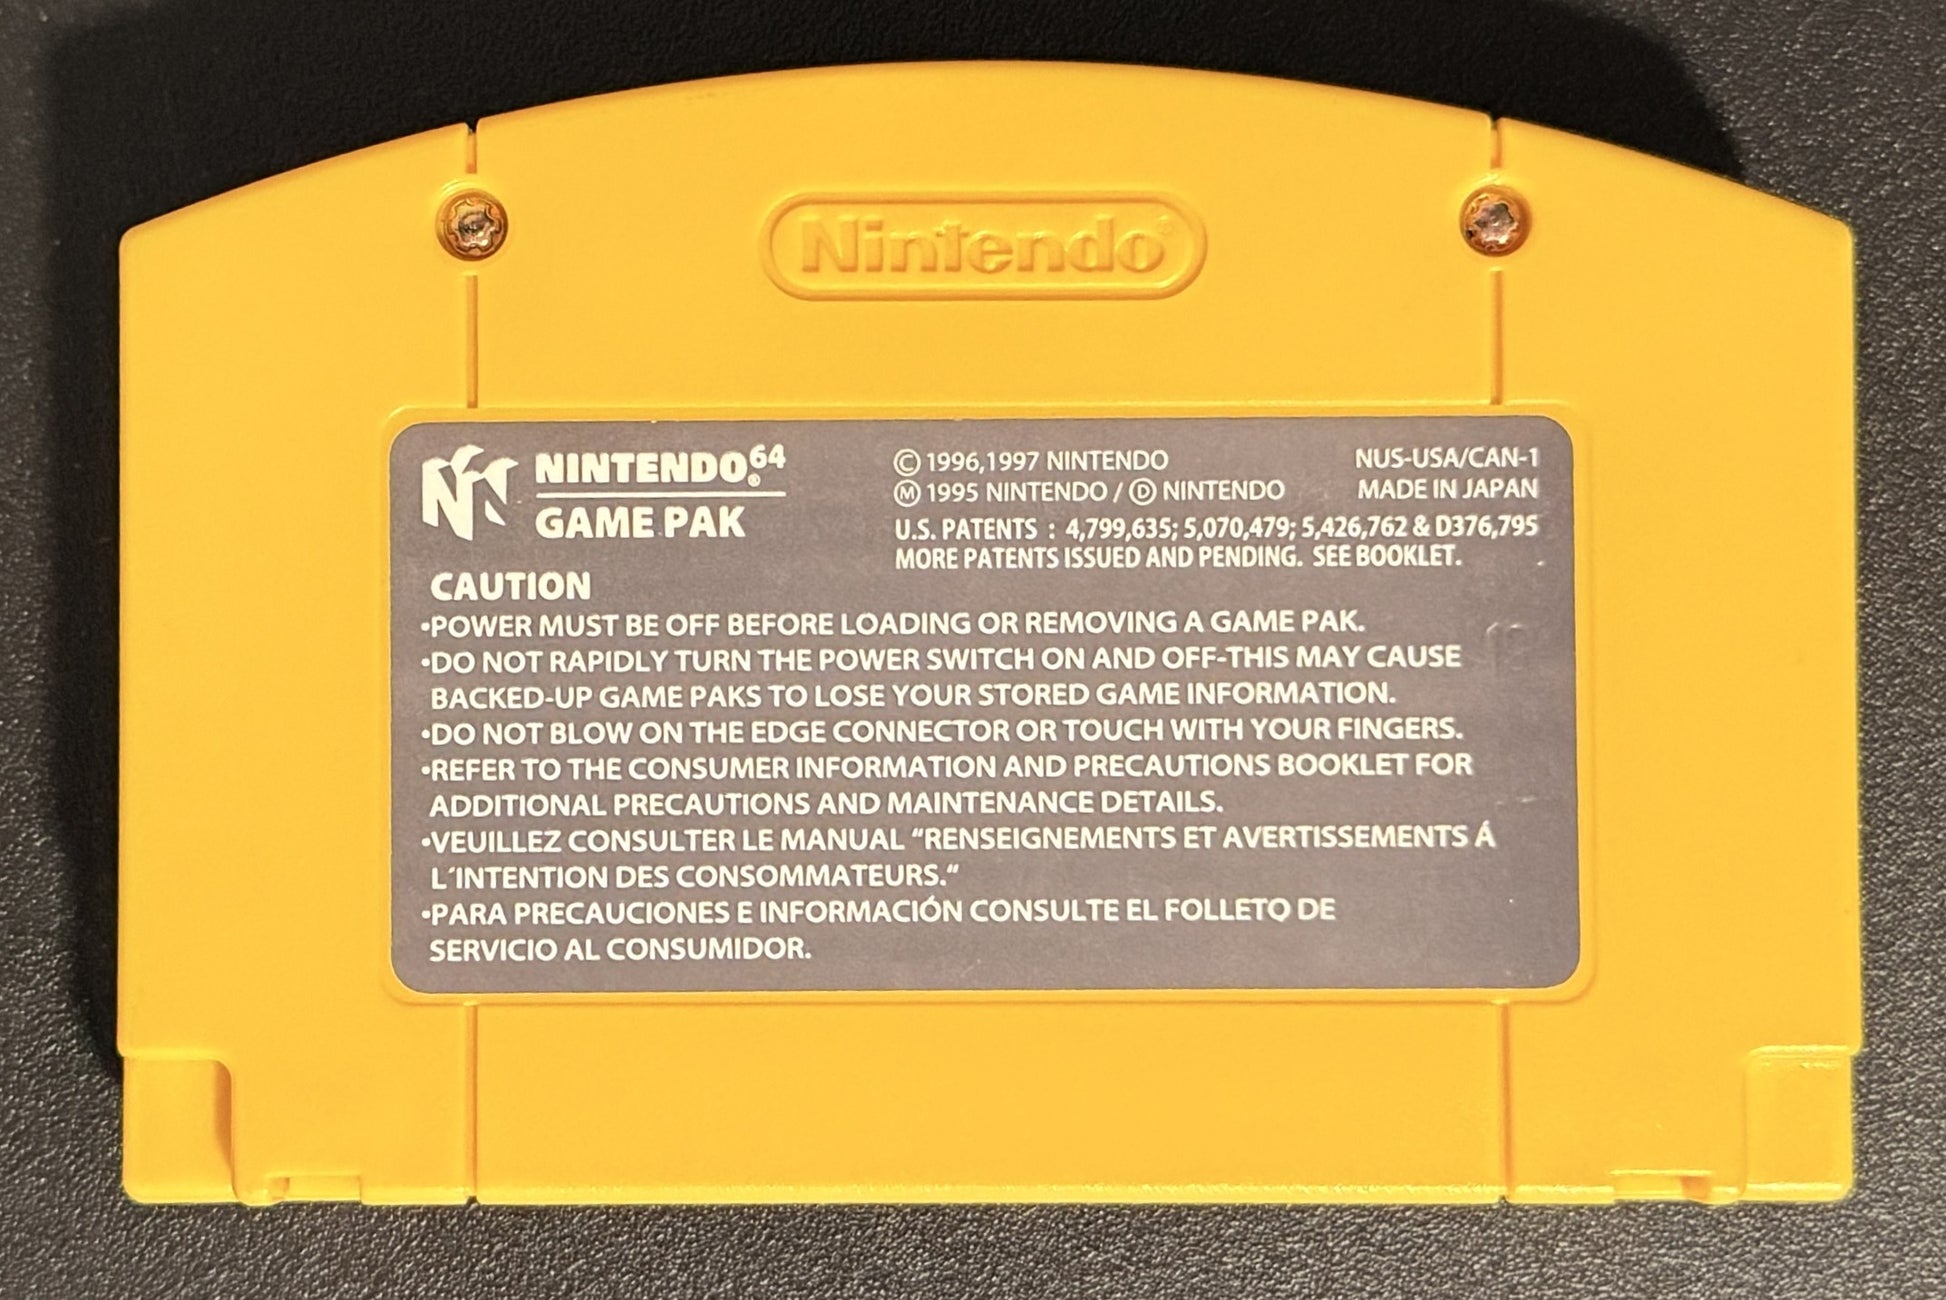 Nintendo®
NINTENDO64®
GAME PAK
Ⓒ 1996,1997 NINTENDO
Ⓜ 1995 NINTENDO / Ⓓ NINTENDO
NUS-USA/CAN-1
MADE IN JAPAN
U.S. PATENTS : 4,799,635; 5,070,479; 5,426,762 & D376,795
MORE PATENTS ISSUED AND PENDING. SEE BOOKLET.
CAUTION
•POWER MUST BE OFF BEFORE LOADING OR REMOVING A GAME PAK.
•DO NOT RAPIDLY TURN THE POWER SWITCH ON AND OFF-THIS MAY CAUSE
BACKED-UP GAME PAKS TO LOSE YOUR STORED GAME INFORMATION.
•DO NOT BLOW ON THE EDGE CONNECTOR OR TOUCH WITH YOUR FINGERS.
•REFER TO THE CONSUMER INFORMATION AND PRECAUTIONS BOOKLET FOR
ADDITIONAL PRECAUTIONS AND MAINTENANCE DETAILS.
•VEUILLEZ CONSULTER LE MANUAL “RENSEIGNEMENTS ET AVERTISSEMENTS Á
L´INTENTION DES CONSOMMATEURS.“
•PARA PRECAUCIONES E INFORMACIÓN CONSULTE EL FOLLETO DE
SERVICIO AL CONSUMIDOR.